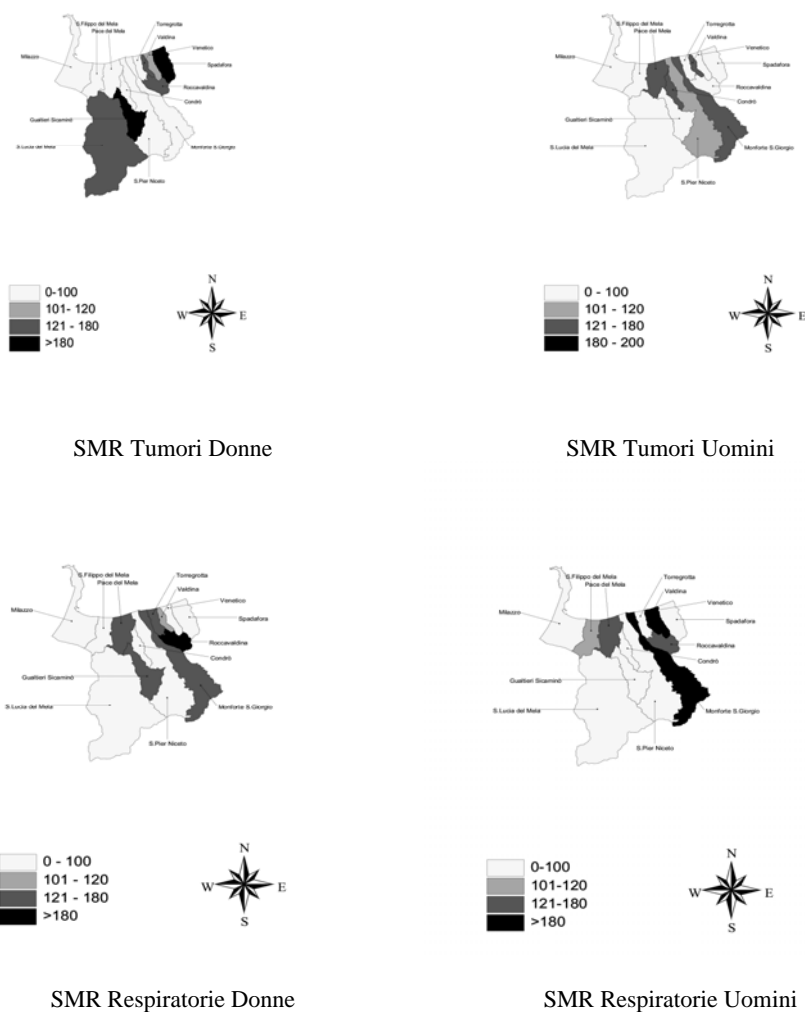 S.Filippo del Mela
Pace del Mela
Torregrotta
Valdina
Venetico
Milazzo
Spadafora
Roccavaldina
Condrò
Gualtieri Sicaminò
S.Lucia del Mela
Monforte S.Giorgio
S.Pier Niceto
0-100
101- 120
121 - 180
>180
N
W
E
S
SMR Tumori Donne
S.Filippo del Mela
Pace del Mela
Torregrotta
Valdina
Venetico
Milazzo
Spadafora
Roccavaldina
Condrò
Gualtieri Sicaminò
S.Lucia del Mela
Monforte S.Giorgio
S.Pier Niceto
0 - 100
101 - 120
121 - 180
180 - 200
N
W
E
S
SMR Tumori Uomini
S.Filippo del Mela
Pace del Mela
Torregrotta
Valdina
Venetico
Milazzo
Spadafora
Roccavaldina
Condrò
Gualtieri Sicaminò
S.Lucia del Mela
Monforte S.Giorgio
S.Pier Niceto
0 - 100
101 - 120
121 - 180
>180
N
W
E
S
SMR Respiratorie Donne
S.Filippo del Mela
Pace del Mela
Torregrotta
Valdina
Venetico
Milazzo
Spadafora
Roccavaldina
Condrò
Gualtieri Sicaminò
S.Lucia del Mela
Monforte S.Giorgio
S.Pier Niceto
0-100
101-120
121-180
>180
N
W
E
S
SMR Respiratorie Uomini